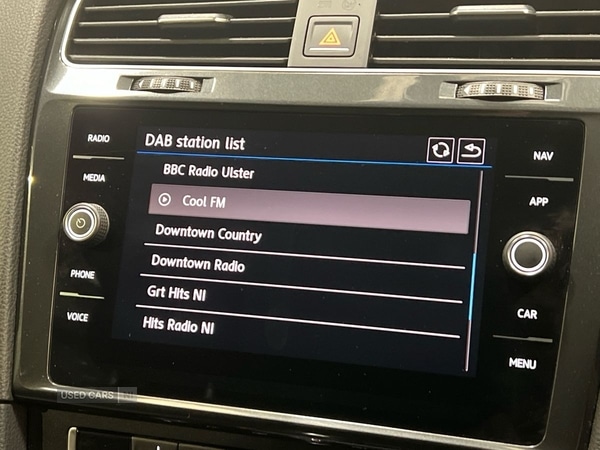 RADIO
MEDIA
PHONE
VOICE
DAB station list
BBC Radio Ulster
Cool FM
Downtown Country
Downtown Radio
Grt Hits NI
Hits Radio NI
NAV
APP
CAR
MENU
USED CARS NI